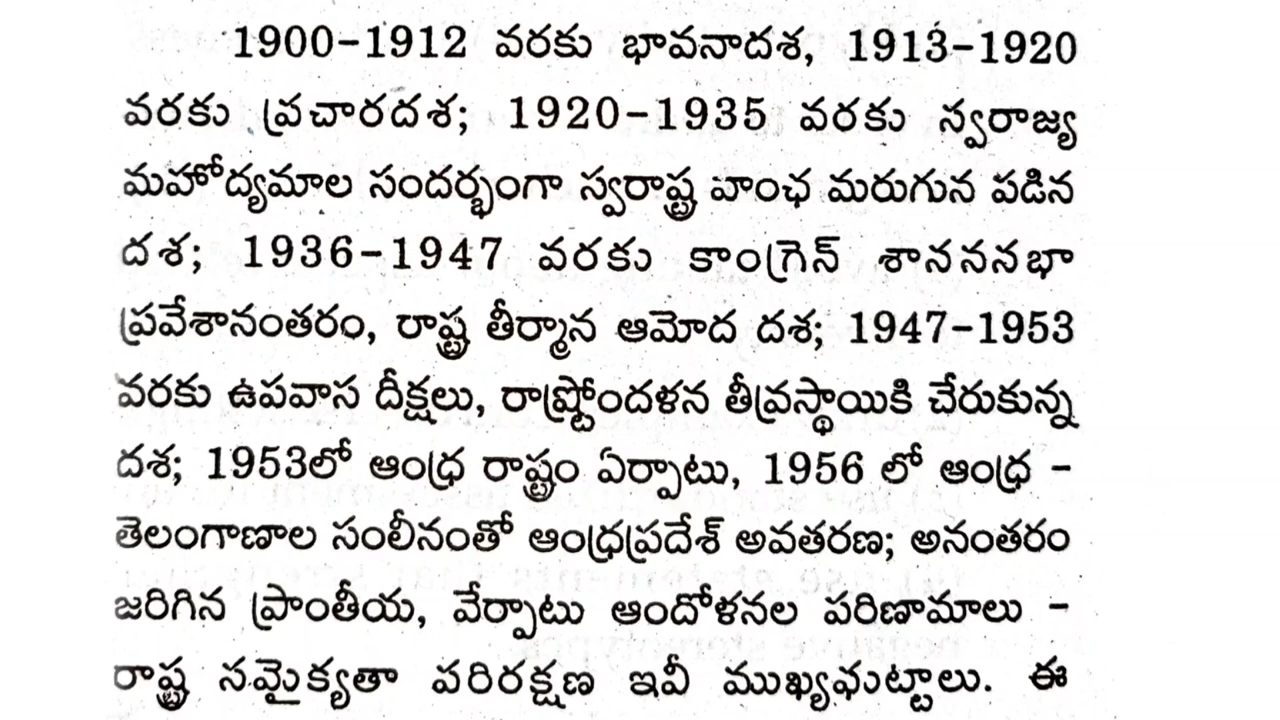 1900-1912 వరకు భావనాదశ, 1913-1920
వరకు ప్రచారదశ; 1920-1935 వరకు స్వరాజ్య
మహోద్యమాల సందర్భంగా స్వరాష్ట్ర వాంఛ మరుగున పడిన
దశ; 1936-1947 వరకు కాంగ్రెస్ శాసనసభా
ప్రవేశానంతరం, రాష్ట్ర తీర్మాన ఆమోద దశ; 1947-1953
వరకు ఉపవాస దీక్షలు, రాష్ట్రోందళన తీవ్రస్థాయికి చేరుకున్న
దశ; 1953లో ఆంధ్ర రాష్ట్రం ఏర్పాటు, 1956 లో ఆంధ్ర -
తెలంగాణాల సంలీనంతో ఆంధ్రప్రదేశ్ అవతరణ; అనంతరం
జరిగిన ప్రాంతీయ, వేర్పాటు ఆందోళనల పరిణామాలు -
రాష్ట్ర సమైక్యతా పరిరక్షణ ఇవీ ముఖ్యఘట్టాలు. ఈ